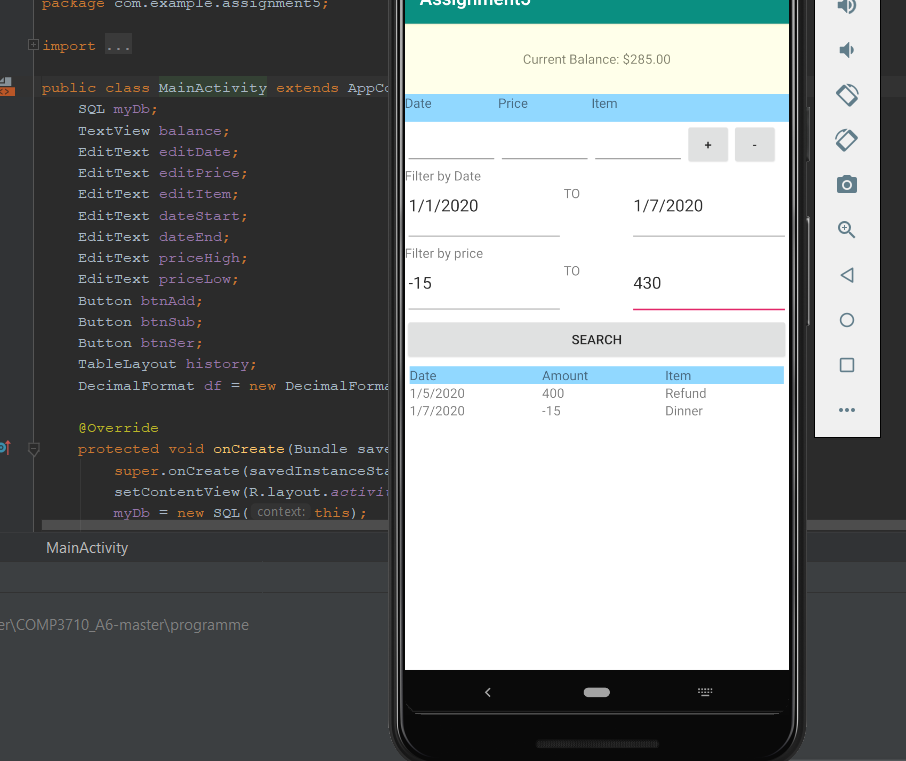 package com.example.assignment5;
import ...
public class MainActivity extends AppCo
SQL myDb;
TextView balance;
EditText editDate;
EditText editPrice;
EditText editItem;
EditText dateStart;
EditText dateEnd;
EditText priceHigh;
EditText priceLow;
Button btnAdd;
Button btnSub;
Button btnSer;
TableLayout history;
DecimalFormat df = new DecimalForma
@Override
protected void onCreate(Bundle save
super.onCreate(savedInstanceSta
setContentView(R.layout.activi
myDb = new SQL( context: this);
MainActivity
er\COMP3710_A6-master\programme
Assignment5
Current Balance: $285.00
Date Price Item
+ -
Filter by Date
1/1/2020 TO 1/7/2020
Filter by price
-15 TO 430
SEARCH
Date Amount Item
1/5/2020 400 Refund
1/7/2020 -15 Dinner